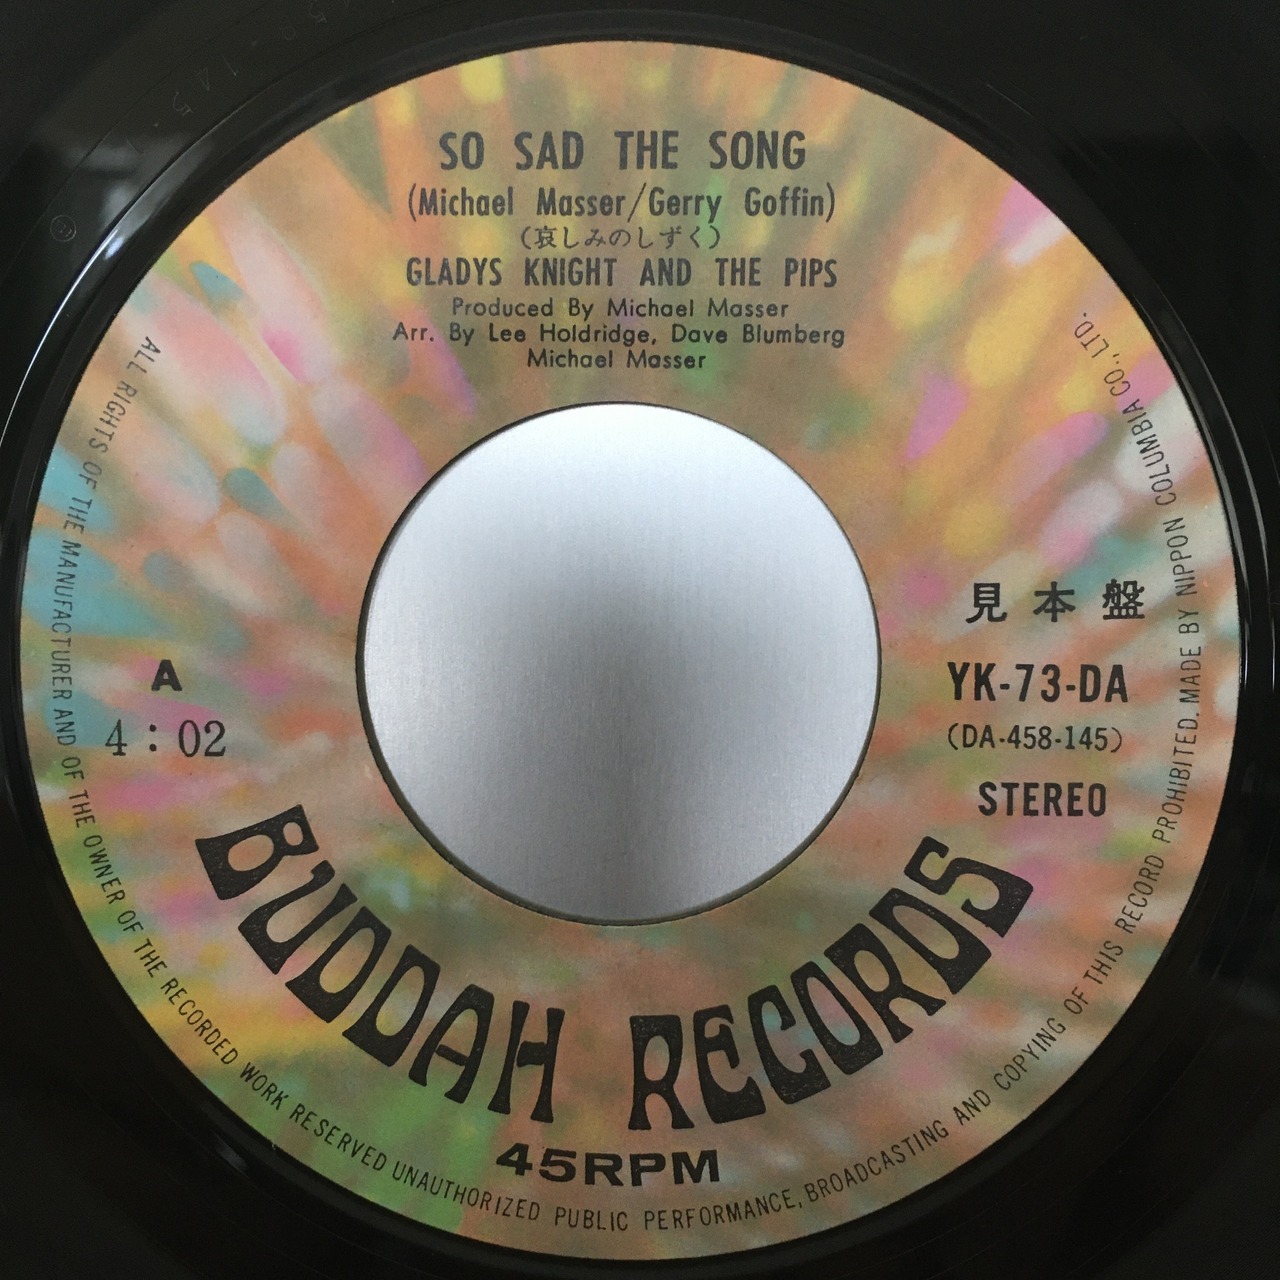 SO SAD THE SONG
(Michael Masser/Gerry Goffin)
(哀しみのしずく)
GLADYS KNIGHT AND THE PIPS
Produced By Michael Masser
Arr. By Lee Holdridge, Dave Blumberg
Michael Masser
A
4:02
見本盤
YK-73-DA
(DA-458-145)
STEREO
BUDDAH RECORDS
45RPM
ALL RIGHTS OF THE MANUFACTURER AND OF THE OWNER OF THE RECORDED WORK RESERVED UNAUTHORIZED PUBLIC PERFORMANCE, BROADCASTING AND COPYING OF THIS RECORD PROHIBITED. MADE BY NIPPON COLUMBIA CO., LTD.